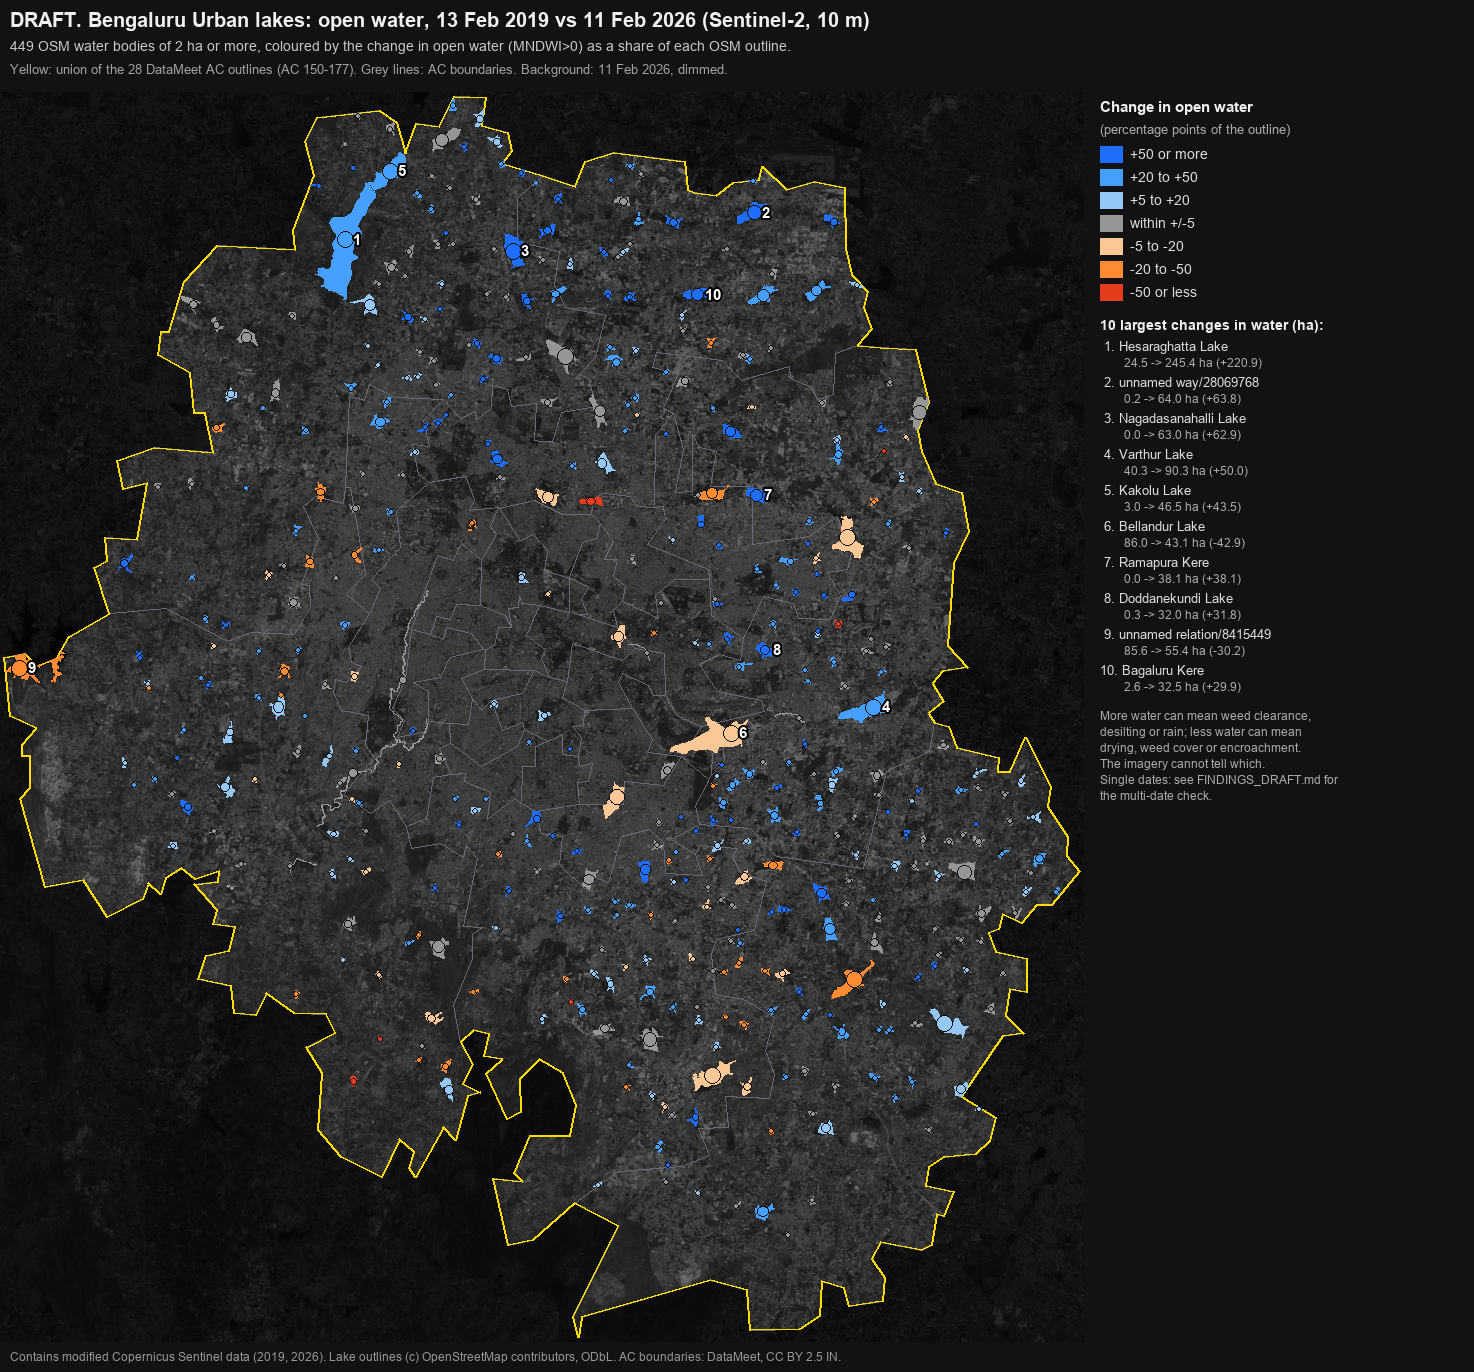 DRAFT. Bengaluru Urban lakes: open water, 13 Feb 2019 vs 11 Feb 2026 (Sentinel-2, 10 m)
449 OSM water bodies of 2 ha or more, coloured by the change in open water (MNDWI>0) as a share of each OSM outline.
Yellow: union of the 28 DataMeet AC outlines (AC 150-177). Grey lines: AC boundaries. Background: 11 Feb 2026, dimmed.
5
1
2
3
10
7
8
9
4
6
Change in open water
(percentage points of the outline)
+50 or more
+20 to +50
+5 to +20
within +/-5
-5 to -20
-20 to -50
-50 or less
10 largest changes in water (ha):
1. Hesaraghatta Lake
24.5 -> 245.4 ha (+220.9)
2. unnamed way/28069768
0.2 -> 64.0 ha (+63.8)
3. Nagadasanahalli Lake
0.0 -> 63.0 ha (+62.9)
4. Varthur Lake
40.3 -> 90.3 ha (+50.0)
5. Kakolu Lake
3.0 -> 46.5 ha (+43.5)
6. Bellandur Lake
86.0 -> 43.1 ha (-42.9)
7. Ramapura Kere
0.0 -> 38.1 ha (+38.1)
8. Doddanekundi Lake
0.3 -> 32.0 ha (+31.8)
9. unnamed relation/8415449
85.6 -> 55.4 ha (-30.2)
10. Bagaluru Kere
2.6 -> 32.5 ha (+29.9)
More water can mean weed clearance,
desilting or rain; less water can mean
drying, weed cover or encroachment.
The imagery cannot tell which.
Single dates: see FINDINGS_DRAFT.md for
the multi-date check.
Contains modified Copernicus Sentinel data (2019, 2026). Lake outlines (c) OpenStreetMap contributors, ODbL. AC boundaries: DataMeet, CC BY 2.5 IN.